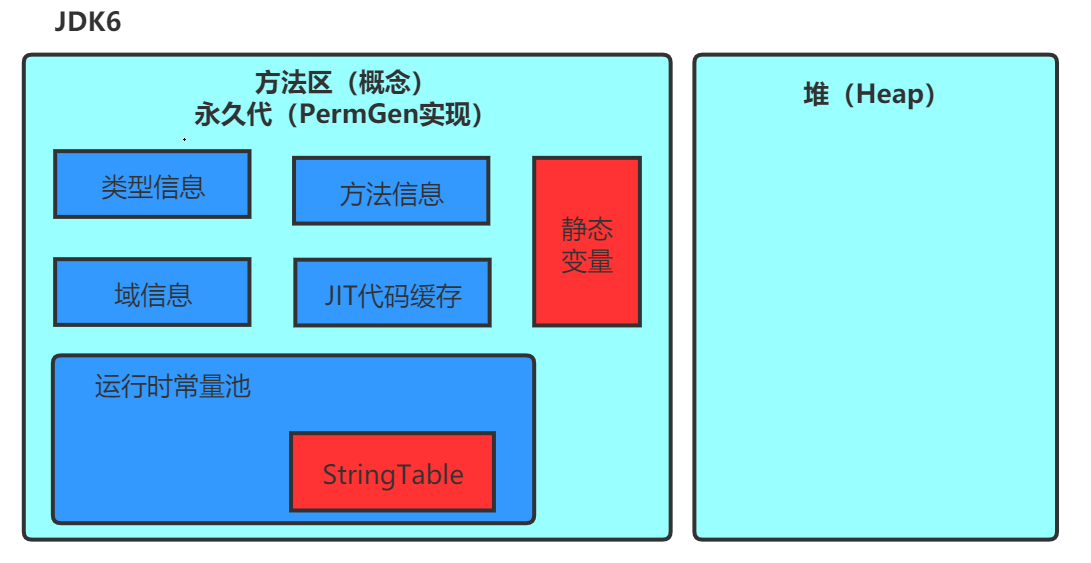 JDK6
方法区（概念）
永久代（PermGen实现）
堆（Heap）
类型信息
方法信息
静态
变量
域信息
JIT代码缓存
运行时常量池
StringTable